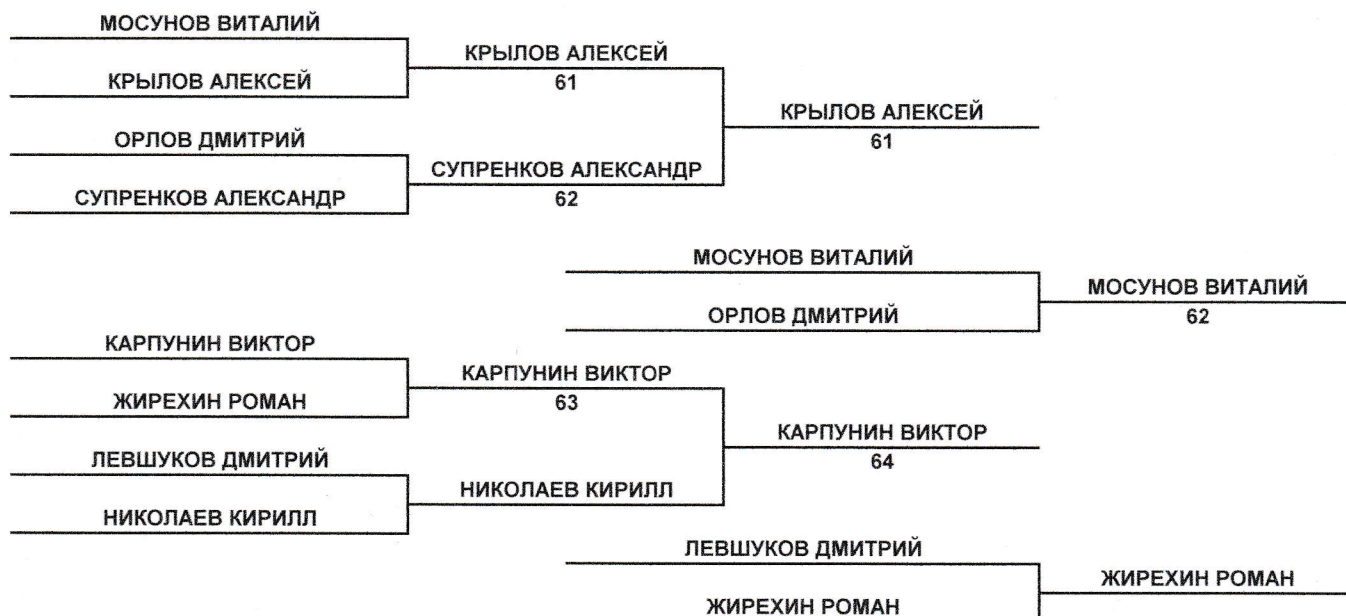 МОСУНОВ ВИТАЛИЙ
КРЫЛОВ АЛЕКСЕЙ
КРЫЛОВ АЛЕКСЕЙ
61
КРЫЛОВ АЛЕКСЕЙ
61
ОРЛОВ ДМИТРИЙ
СУПРЕНКОВ АЛЕКСАНДР
СУПРЕНКОВ АЛЕКСАНДР
62
МОСУНОВ ВИТАЛИЙ
МОСУНОВ ВИТАЛИЙ
62
ОРЛОВ ДМИТРИЙ
КАРПУНИН ВИКТОР
КАРПУНИН ВИКТОР
63
ЖИРЕХИН РОМАН
КАРПУНИН ВИКТОР
64
ЛЕВШУКОВ ДМИТРИЙ
НИКОЛАЕВ КИРИЛЛ
НИКОЛАЕВ КИРИЛЛ
ЛЕВШУКОВ ДМИТРИЙ
ЖИРЕХИН РОМАН
ЖИРЕХИН РОМАН